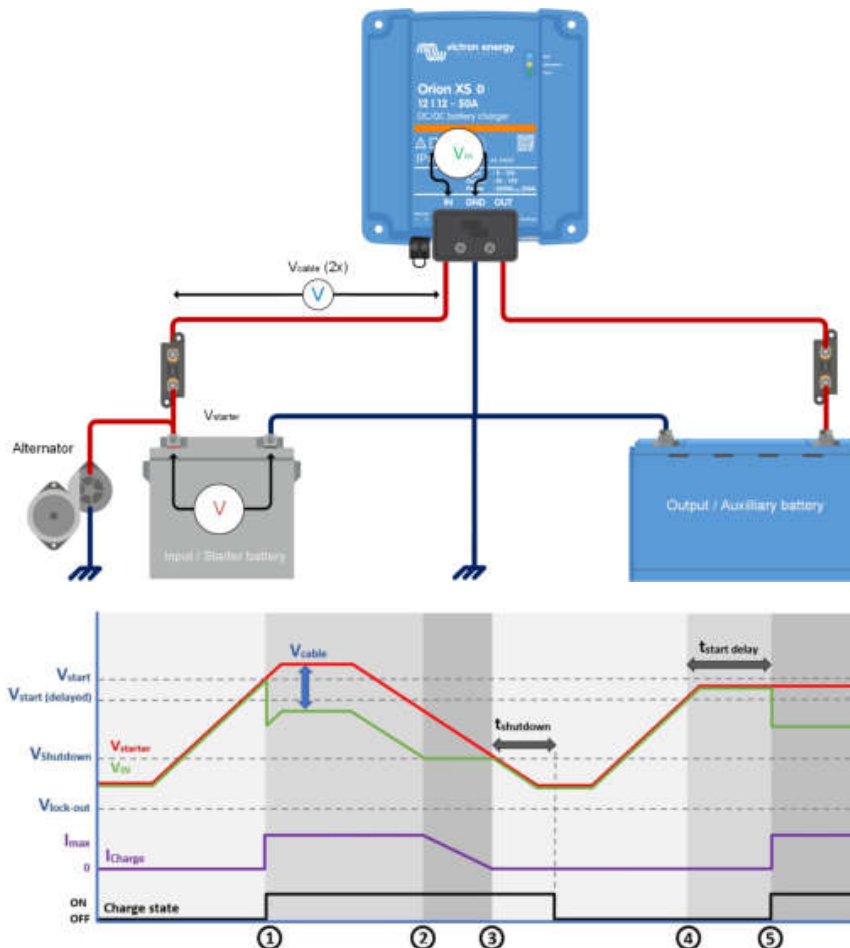 victron energy
Orion XS
12 | 12 - 50A
DC/DC battery charger
VIN
IN GND OUT
Vcable (2x)
V
Vstarter
Alternator
V
Input / Starter battery
Output / Auxilliary battery
Vcable
tstart delay
Vstart
Vstart (delayed)
tshutdown
VShutdown
Vstarter
VIN
Vlock-out
Imax
ICharge
0
ON
Charge state
OFF
1 2 3 4 5